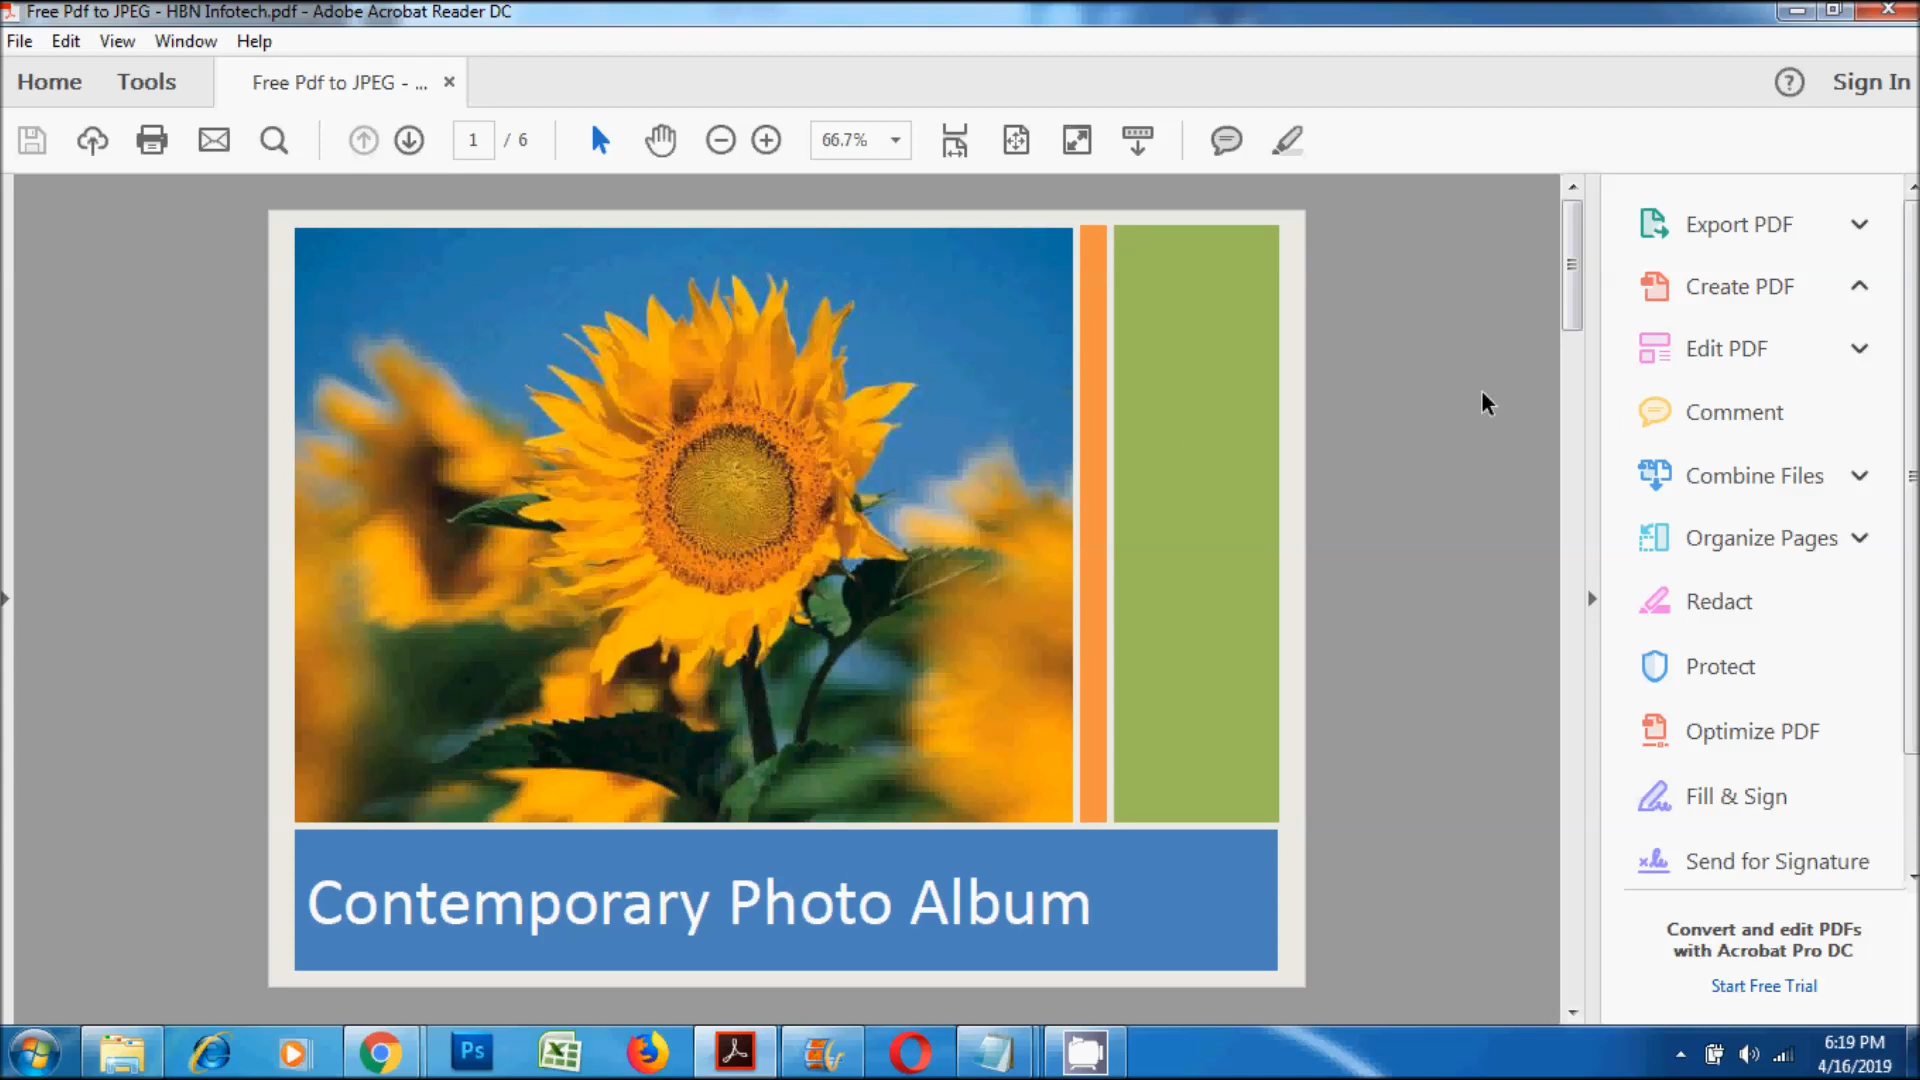 Free Pdf to JPEG - HBN Infotech.pdf - Adobe Acrobat Reader DC
File Edit View Window Help
Home Tools Free Pdf to JPEG - ... × ? Sign In
1 / 6 66.7%
Export PDF
Create PDF
Edit PDF
Comment
Combine Files
Organize Pages
Redact
Protect
Optimize PDF
Fill & Sign
Send for Signature
Contemporary Photo Album
Convert and edit PDFs
with Acrobat Pro DC
Start Free Trial
Ps
6:19 PM
4/16/2019